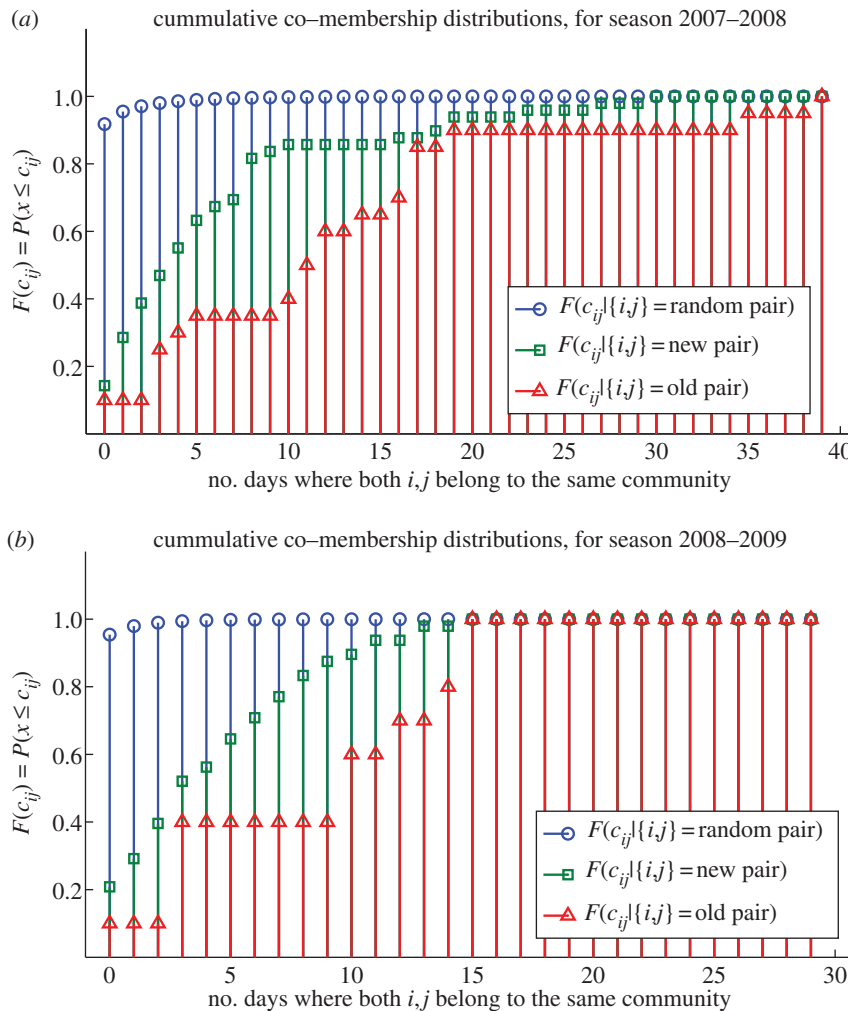 (a) cummulative co–membership distributions, for season 2007–2008
F(c_ij) = P(x ≤ c_ij)
1.0
0.8
0.6
0.4
0.2
F(c_ij|{i,j} = random pair)
F(c_ij|{i,j} = new pair)
F(c_ij|{i,j} = old pair)
0 5 10 15 20 25 30 35 40
no. days where both i,j belong to the same community
(b) cummulative co–membership distributions, for season 2008–2009
F(c_ij) = P(x ≤ c_ij)
1.0
0.8
0.6
0.4
0.2
F(c_ij|{i,j} = random pair)
F(c_ij|{i,j} = new pair)
F(c_ij|{i,j} = old pair)
0 5 10 15 20 25 30
no. days where both i,j belong to the same community